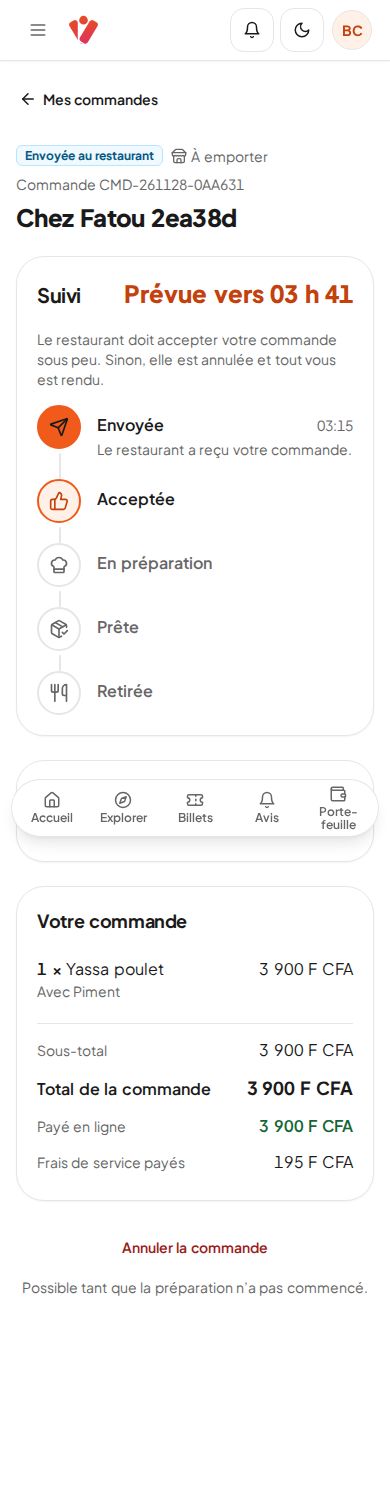 BC
Mes commandes
Envoyée au restaurant À emporter
Commande CMD-261128-0AA631
Chez Fatou 2ea38d
Suivi Prévue vers 03 h 41
Le restaurant doit accepter votre commande
sous peu. Sinon, elle est annulée et tout vous
est rendu.
Envoyée 03:15
Le restaurant a reçu votre commande.
Acceptée
En préparation
Prête
Retirée
Accueil Explorer Billets Avis Porte-
feuille
Votre commande
1 × Yassa poulet 3 900 F CFA
Avec Piment
Sous-total 3 900 F CFA
Total de la commande 3 900 F CFA
Payé en ligne 3 900 F CFA
Frais de service payés 195 F CFA
Annuler la commande
Possible tant que la préparation n’a pas commencé.